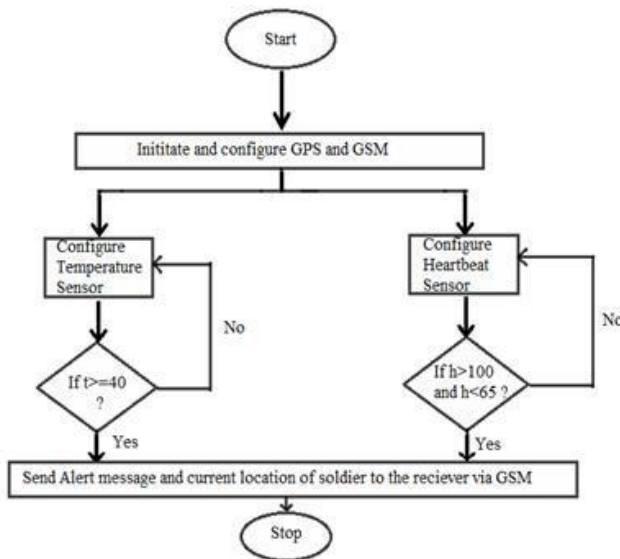 Start
Inititate and configure GPS and GSM
Configure
Temperature
Sensor
Configure
Heartbeat
Sensor
No
No
If t>=40
?
If h>100
and h<65 ?
Yes
Yes
Send Alert message and current location of soldier to the reciever via GSM
Stop